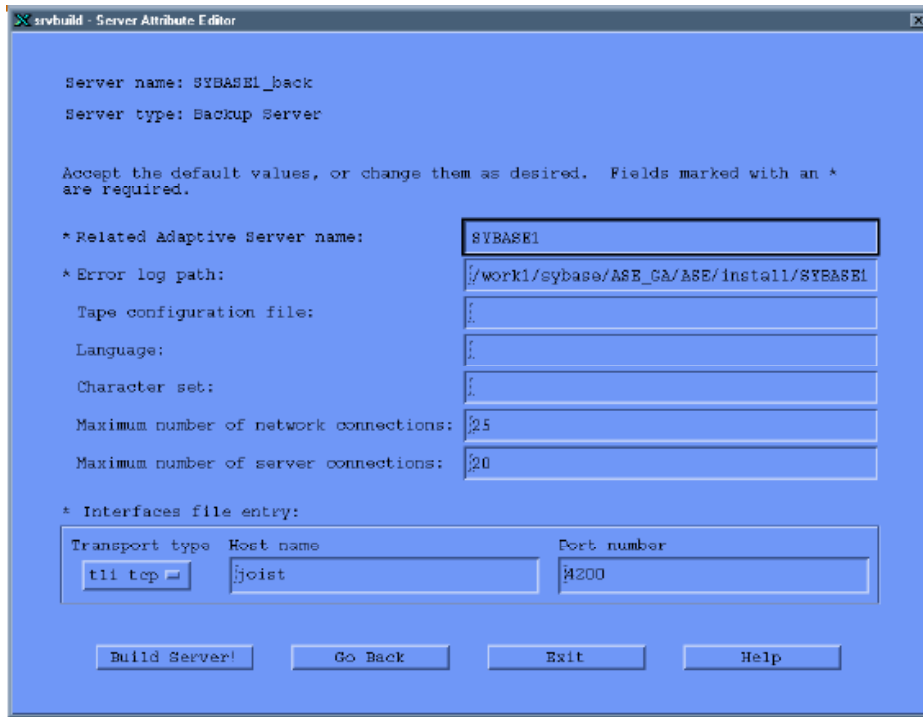 srvbuild - Server Attribute Editor
Server name: SYBASE1_back
Server type: Backup Server
Accept the default values, or change them as desired. Fields marked with an *
are required.
* Related Adaptive Server name: SYBASE1
* Error log path: /work1/sybase/ASE_GA/ASE/install/SYBASE1
Tape configuration file:
Language:
Character set:
Maximum number of network connections: 25
Maximum number of server connections: 20
* Interfaces file entry:
Transport type Host name Port number
tli tcp joist 4200
Build Server! Go Back Exit Help